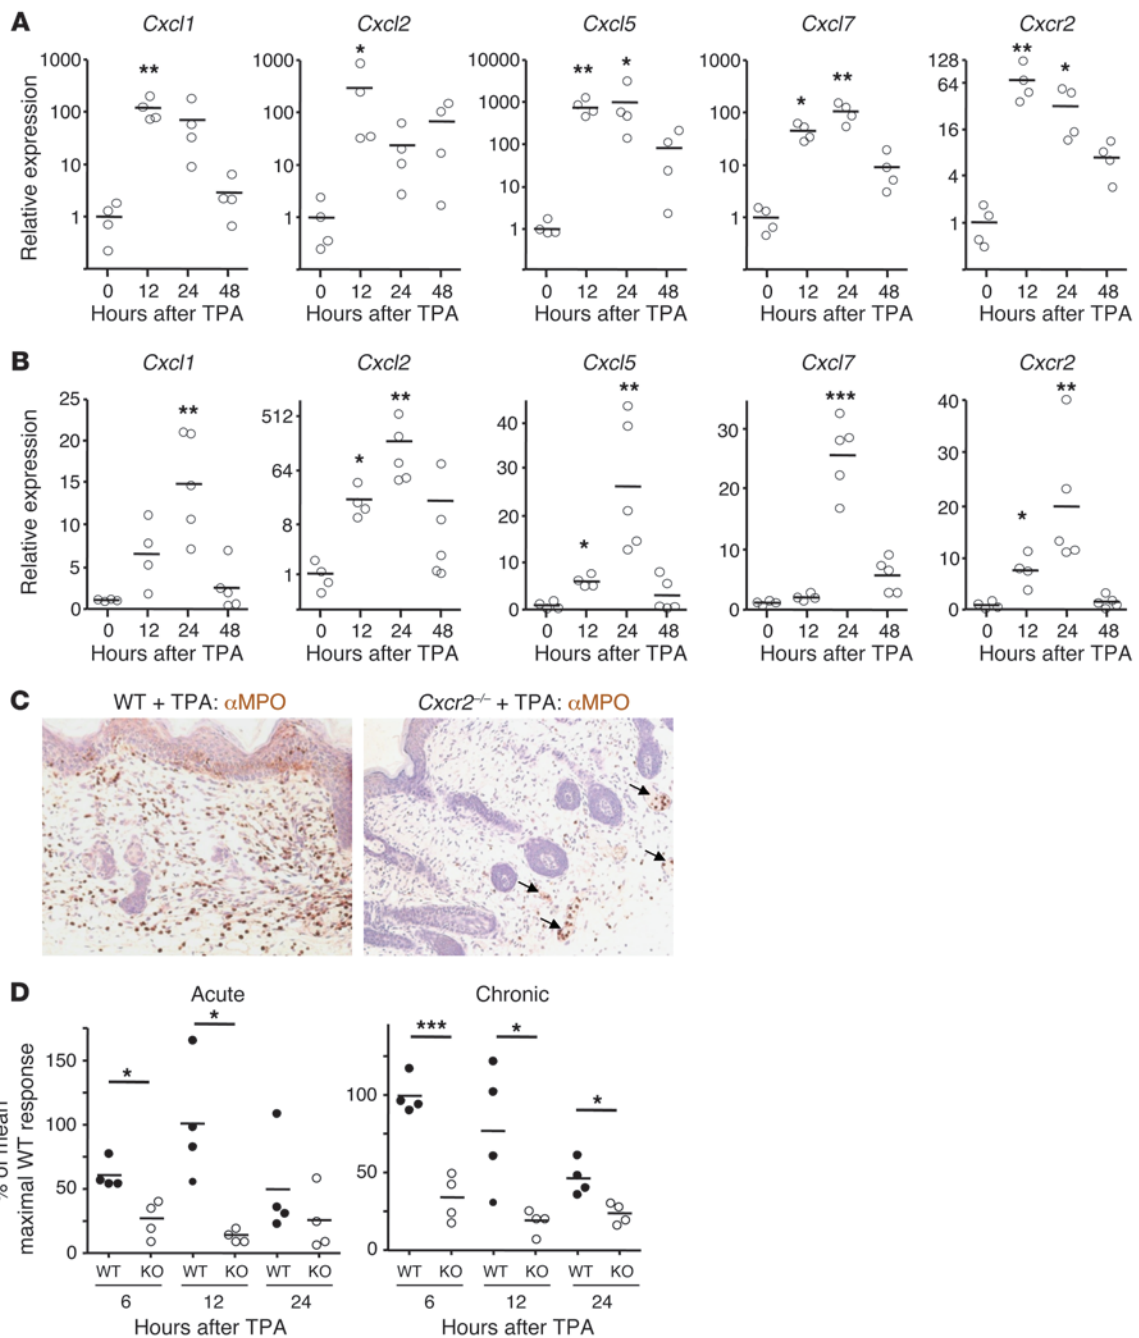 A
Cxcl1 Cxcl2 Cxcl5 Cxcl7 Cxcr2
Relative expression
1000 100 10 1
** 
0 12 24 48
Hours after TPA
1000 100 10 1
*
0 12 24 48
Hours after TPA
10000 1000 100 10 1
** *
0 12 24 48
Hours after TPA
1000 100 10 1
* **
0 12 24 48
Hours after TPA
128 64 16 4 1
** *
0 12 24 48
Hours after TPA
B
Cxcl1 Cxcl2 Cxcl5 Cxcl7 Cxcr2
Relative expression
25 20 15 10 5 0
**
0 12 24 48
Hours after TPA
512 64 8 1
* **
0 12 24 48
Hours after TPA
40 30 20 10 0
* **
0 12 24 48
Hours after TPA
30 20 10 0
***
0 12 24 48
Hours after TPA
40 30 20 10 0
* **
0 12 24 48
Hours after TPA
C
WT + TPA: αMPO
Cxcr2–/– + TPA: αMPO
D
Acute
maximal WT response
150 100 50 0
* *
WT KO WT KO WT KO
6 12 24
Hours after TPA
Chronic
100 50 0
*** * *
WT KO WT KO WT KO
6 12 24
Hours after TPA